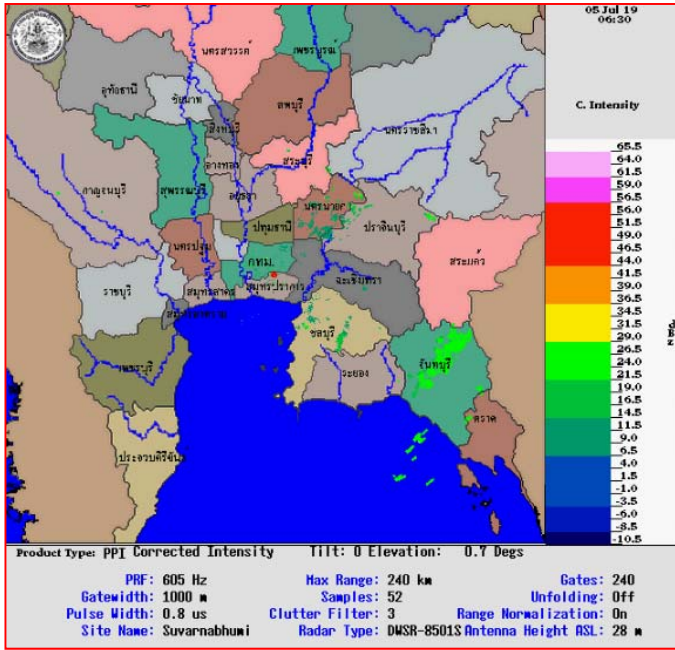 05 Jul 19
06:30
C. Intensity
นครสวรรค์
เพชรบูรณ์
อุทัยธานี
ชัยนาท
ลพบุรี
นครราชสีมา
สิงหบุรี
อ่างทอง
สระบุรี
กาญจนบุรี
สุพรรณบุรี
อยุธยา
นครนายก
ปราจีนบุรี
ปทุมธานี
นครปฐม
กทม.
สระแก้ว
ราชบุรี
สมุทรสาคร
สมุทรปราการ
ฉะเชิงเทรา
ชลบุรี
เพชรบุรี
ระยอง
จันทบุรี
ตราด
ประจวบคีรีขันธ์
65.5
64.0
61.5
59.0
56.5
56.0
51.5
49.0
46.5
44.0
41.5
39.0
36.5
34.0
31.5
29.0
26.5
24.0
21.5
19.0
16.5
14.5
11.5
9.0
6.5
4.0
1.5
-1.0
-3.5
-6.0
-8.5
-10.5
Product Type: PPI Corrected Intensity Tilt: 0 Elevation: 0.7 Degs
PRF: 605 Hz Max Range: 240 km Gates: 240
Gatewidth: 1000 m Samples: 52 Unfolding: Off
Pulse Width: 0.8 us Clutter Filter: 3 Range Normalization: On
Site Name: Suvarnabhumi Radar Type: DWSR-8501S Antenna Height ASL: 28 m